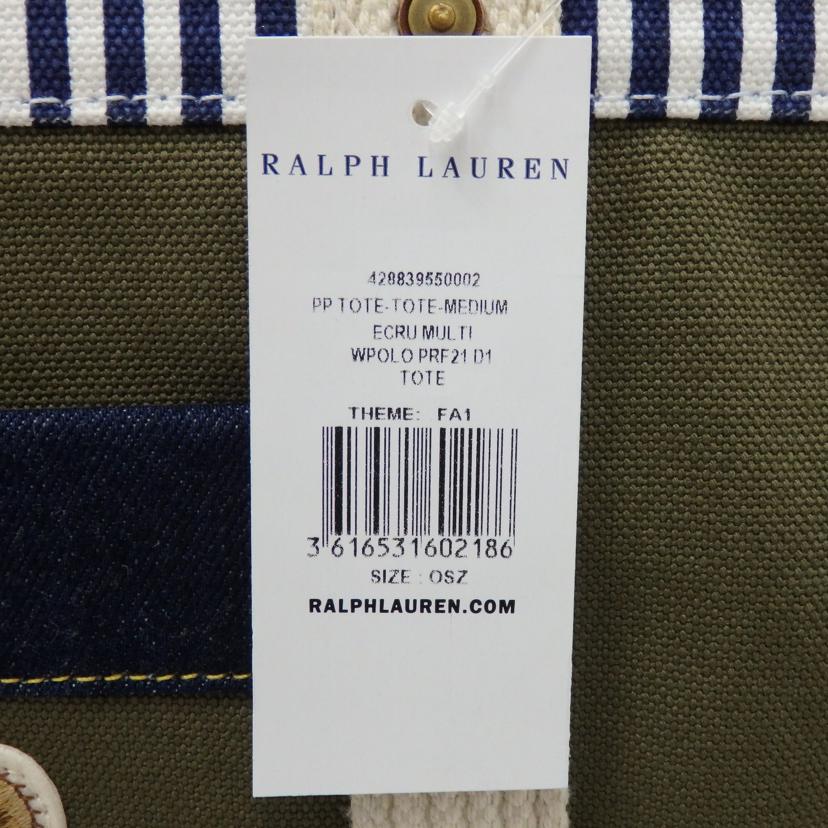 RALPH LAUREN
428839550002
PP TOTE-TOTE-MEDIUM
ECRU MULTI
WPOLO PRF21 D1
TOTE
THEME: FA1
3 616531 602186
SIZE : OSZ
RALPHLAUREN.COM